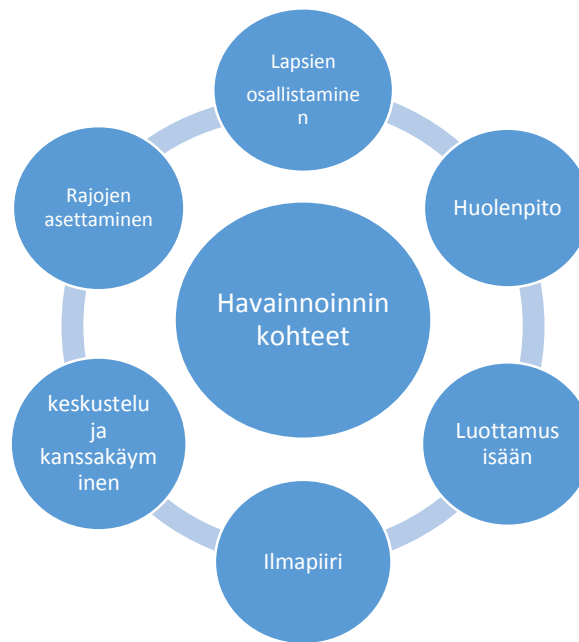 Lapsien
osallistamine
n
Huolenpito
Luottamus
isään
Ilmapiiri
keskustelu
ja
kanssakäym
inen
Rajojen
asettaminen
Havainnoinnin
kohteet